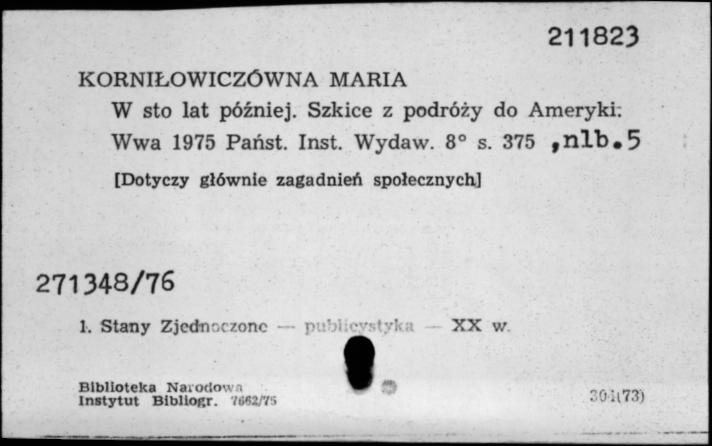 211823
KORNIŁOWICZÓWNA MARIA
W sto lat później. Szkice z podróży do Ameryki.
Wwa 1975 Państ. Inst. Wydaw. 8° s. 375 ,nlb.5
[Dotyczy głównie zagadnień społecznych]
271348/76
1. Stany Zjednoczone — publicystyka — XX w.
Biblioteka Narodowa
Instytut Bibliogr. 7662/75
304(73)